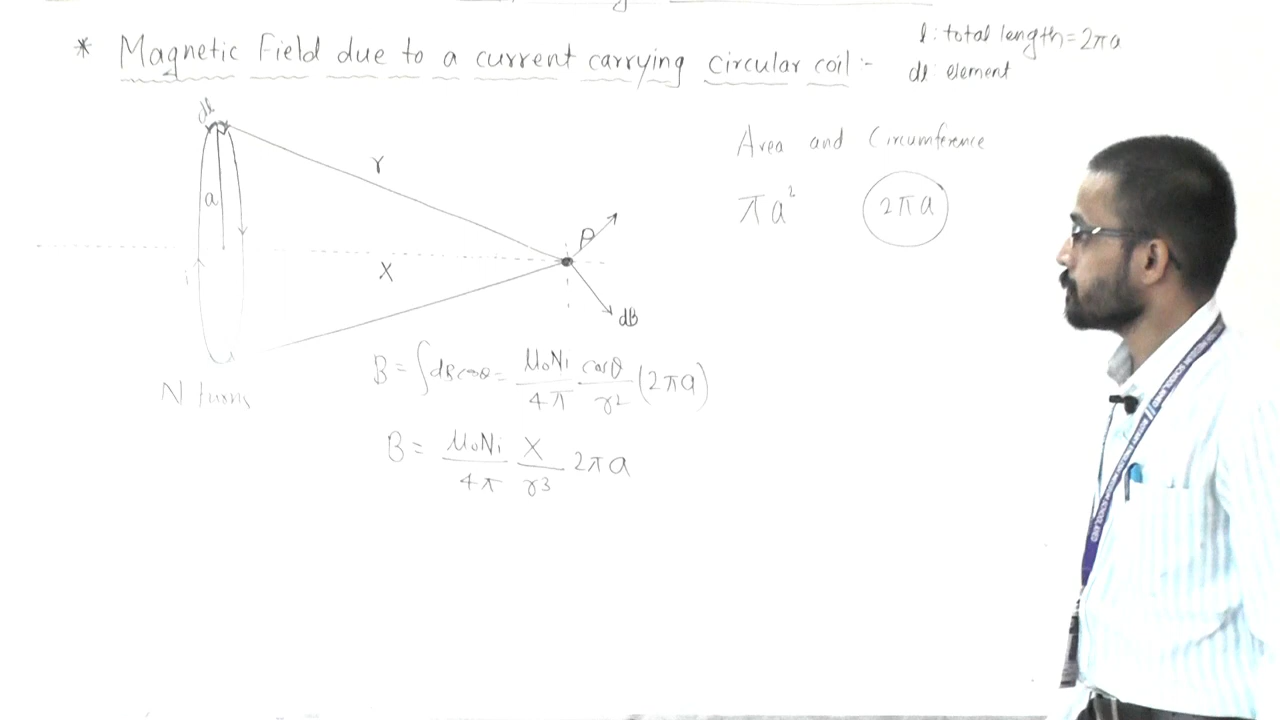 * Magnetic Field due to a current carrying circular coil :-
l : total length = 2πa
dl : element
Area and Circumference
πa² 2πa
dl
r
a
P
x
i
dB
N turns
B = ∫dB cosθ = μ₀Ni/4π cosθ/r² (2πa)
B = μ₀Ni/4π x/r³ 2πa